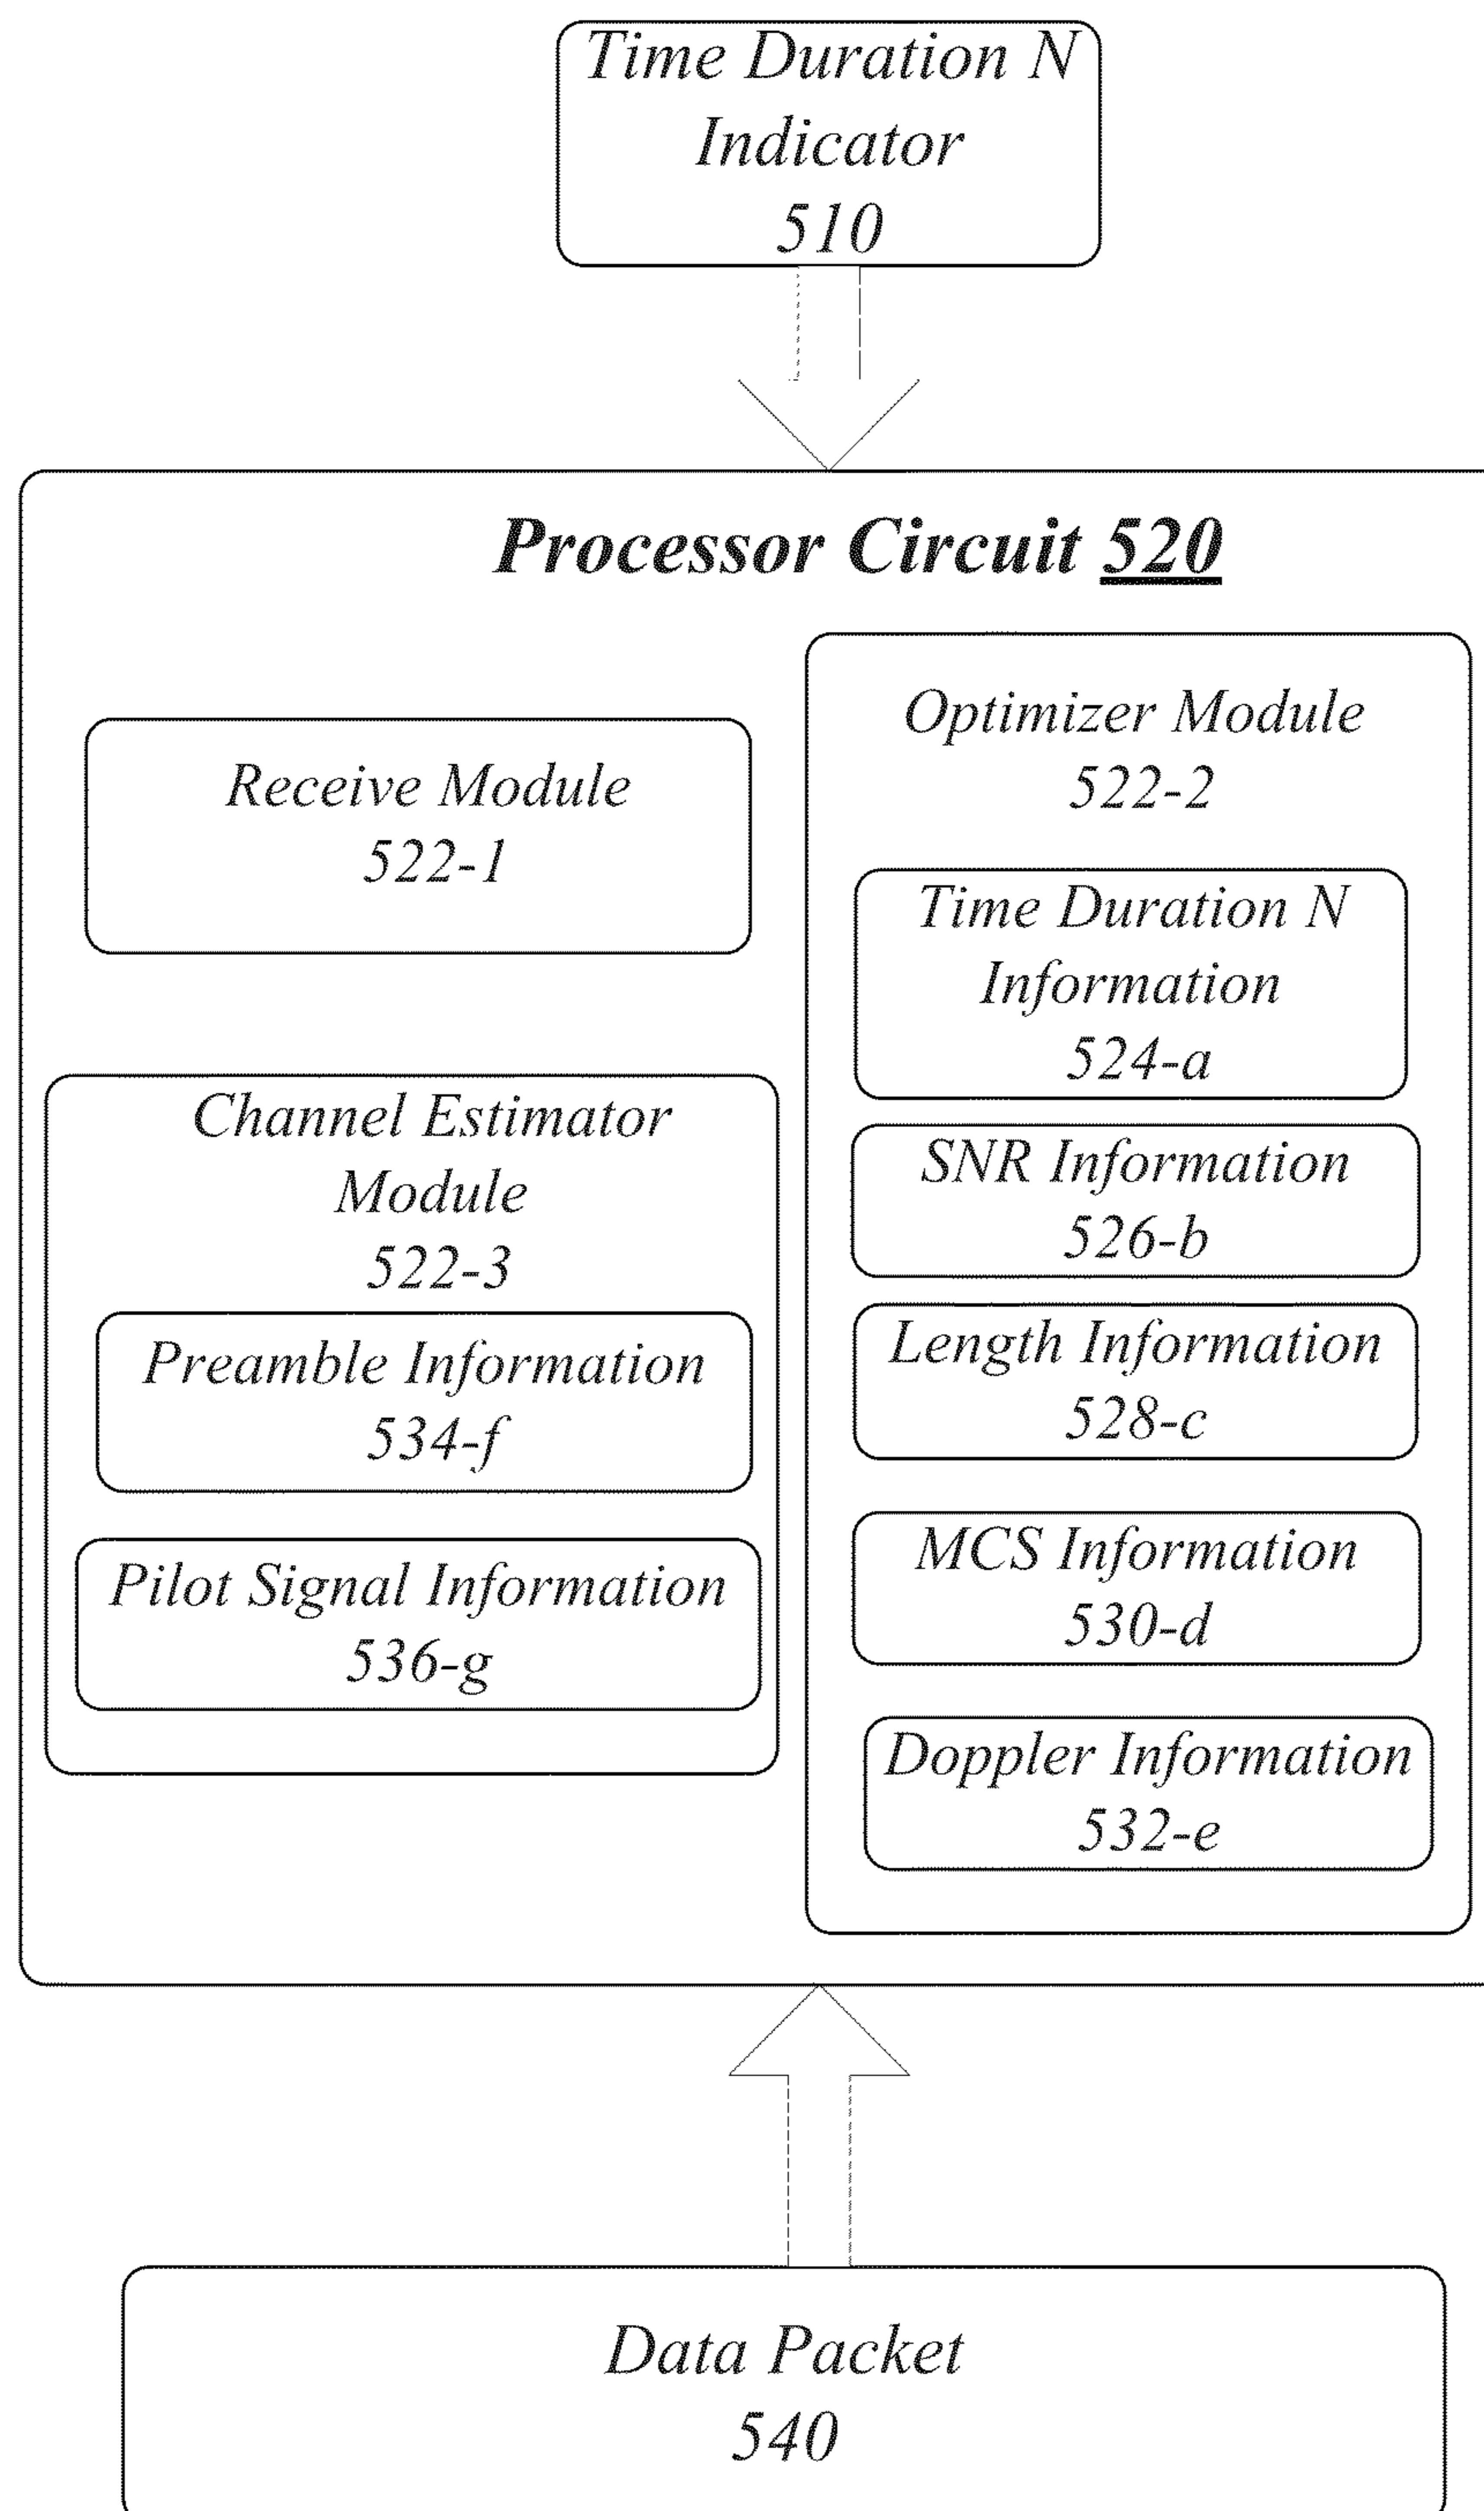 Time Duration N
Indicator
510
Processor Circuit 520
Receive Module
522-1
Channel Estimator
Module
522-3
Preamble Information
534-f
Pilot Signal Information
536-g
Optimizer Module
522-2
Time Duration N
Information
524-a
SNR Information
526-b
Length Information
528-c
MCS Information
530-d
Doppler Information
532-e
Data Packet
540